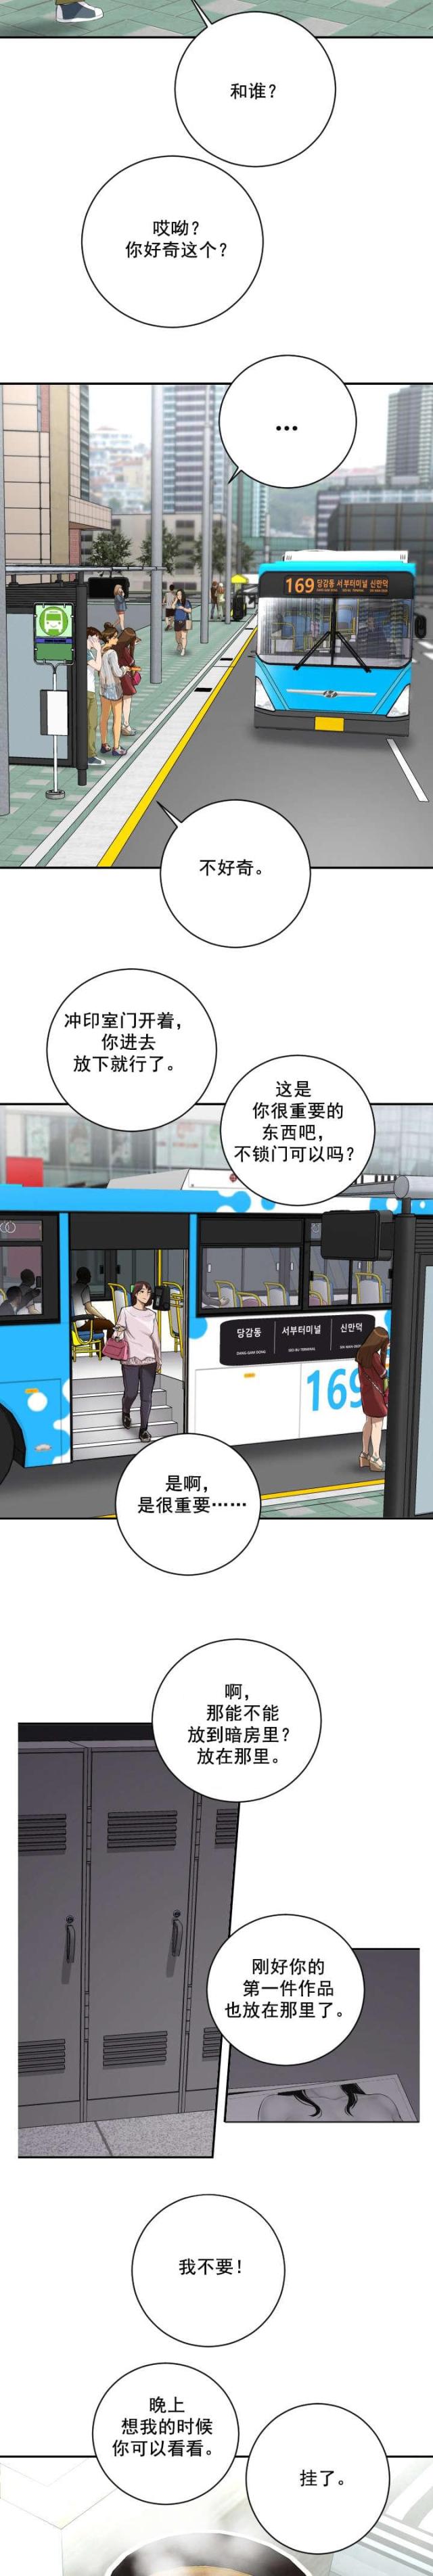 和谁？
哎呦？
你好奇这个？
...
169 당감동 서부터미널 신만덕
不好奇。
冲印室门开着，
你进去
放下就行了。
这是
你很重要的
东西吧，
不锁门可以吗？
당감동 서부터미널 신만덕
169
是啊，
是很重要……
啊，
那能不能
放到暗房里？
放在那里。
刚好你的
第一件作品
也放在那里了。
我不要！
晚上
想我的时候
你可以看看。
挂了。